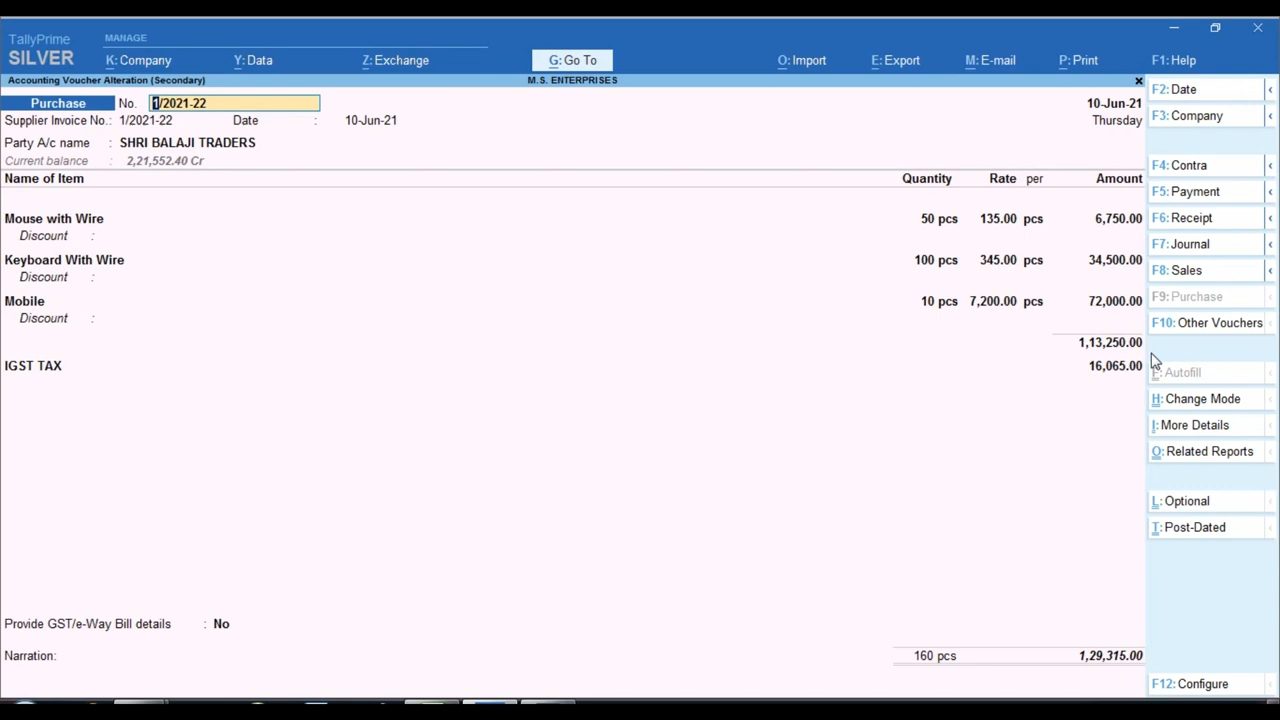 TallyPrime MANAGE
SILVER K: Company Y: Data Z: Exchange G: Go To O: Import E: Export M: E-mail P: Print F1: Help
Accounting Voucher Alteration (Secondary) M.S. ENTERPRISES ×
Purchase No. 1/2021-22 10-Jun-21
Supplier Invoice No.: 1/2021-22 Date : 10-Jun-21 Thursday
Party A/c name : SHRI BALAJI TRADERS
Current balance : 2,21,552.40 Cr
Name of Item Quantity Rate per Amount
Mouse with Wire 50 pcs 135.00 pcs 6,750.00
Discount :
Keyboard With Wire 100 pcs 345.00 pcs 34,500.00
Discount :
Mobile 10 pcs 7,200.00 pcs 72,000.00
Discount :
1,13,250.00
IGST TAX 16,065.00
Provide GST/e-Way Bill details : No
Narration: 160 pcs 1,29,315.00
F2: Date
F3: Company
F4: Contra
F5: Payment
F6: Receipt
F7: Journal
F8: Sales
F9: Purchase
F10: Other Vouchers
F: Autofill
H: Change Mode
I: More Details
O: Related Reports
L: Optional
T: Post-Dated
F12: Configure